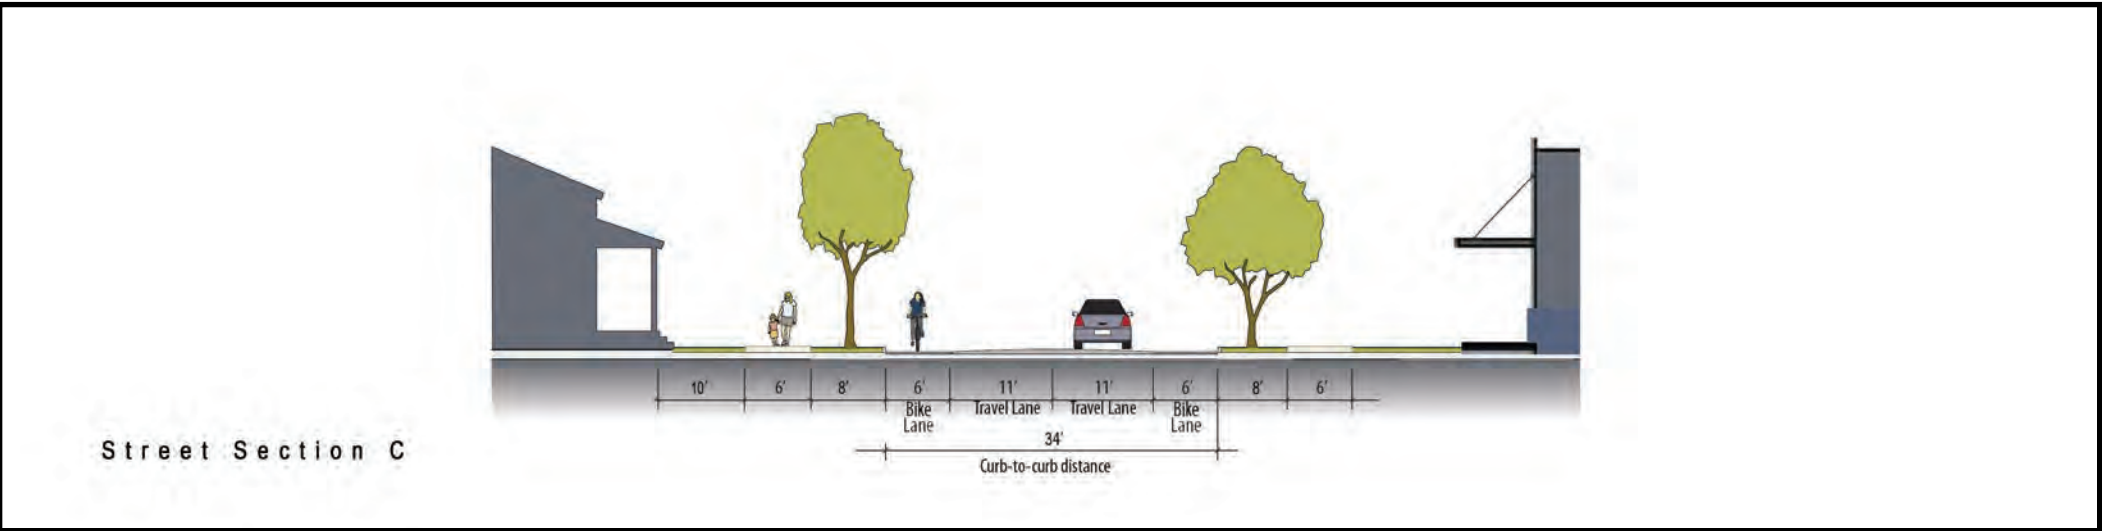 10' 6' 8' 6' 11' 11' 6' 8' 6'
Bike Travel Lane Travel Lane Bike
Lane Lane
34'
Curb-to-curb distance
Street Section C